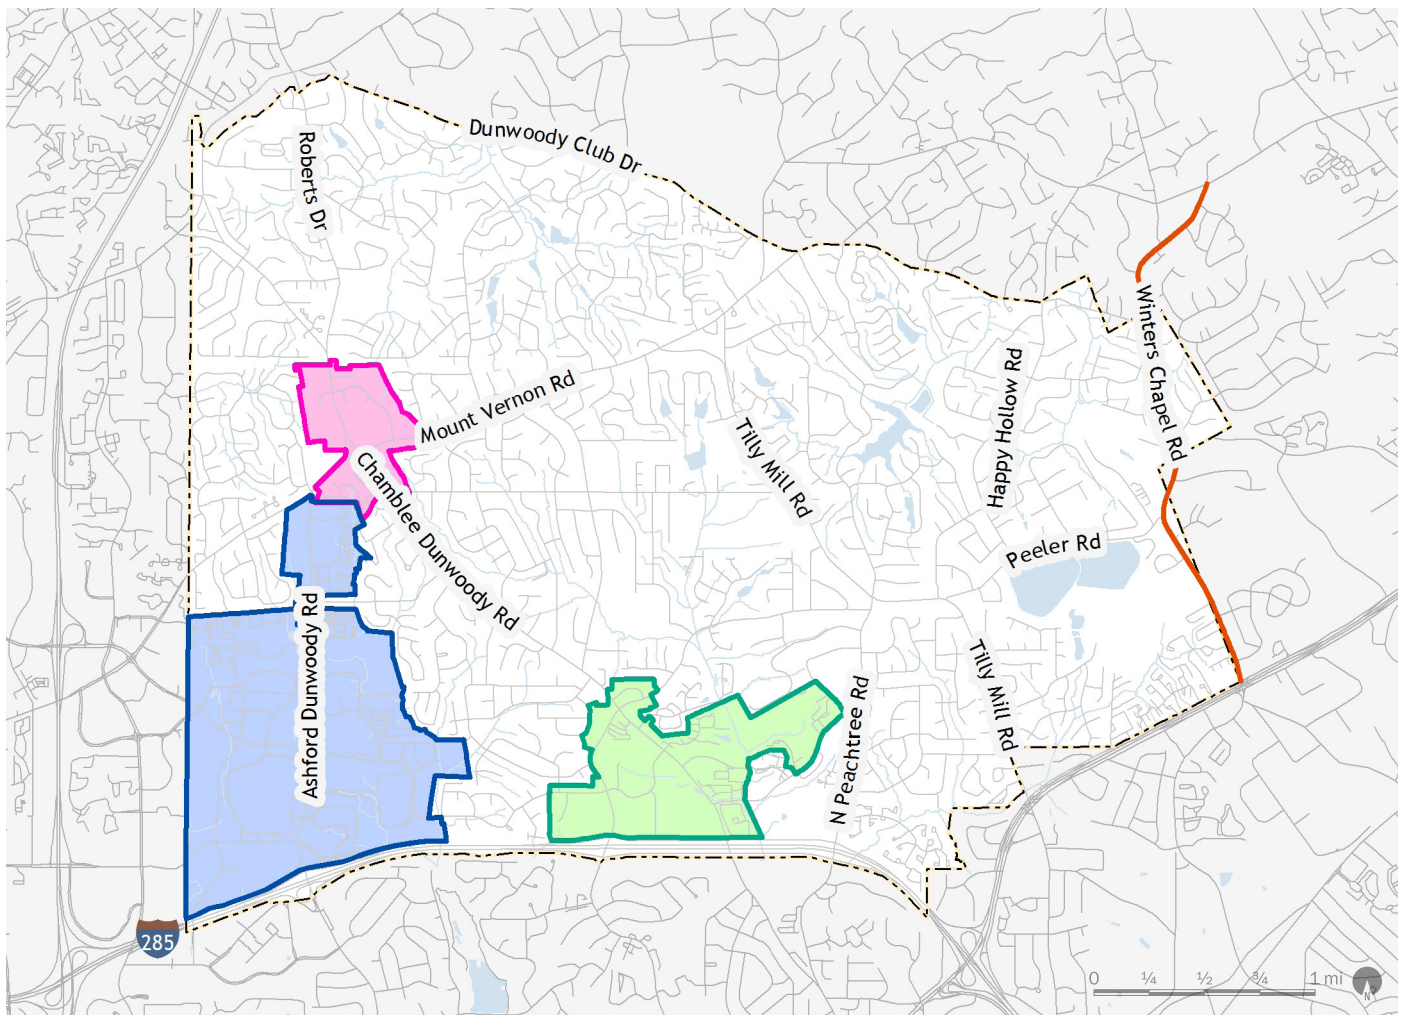 Dunwoody Club Dr
Roberts Dr
Winters Chapel Rd
Mount Vernon Rd
Happy Hollow Rd
Tilly Mill Rd
Chamblee Dunwoody Rd
Peeler Rd
Ashford Dunwoody Rd
Tilly Mill Rd
N Peachtree Rd
285
0 ¼ ½ ¾ 1 mi
N